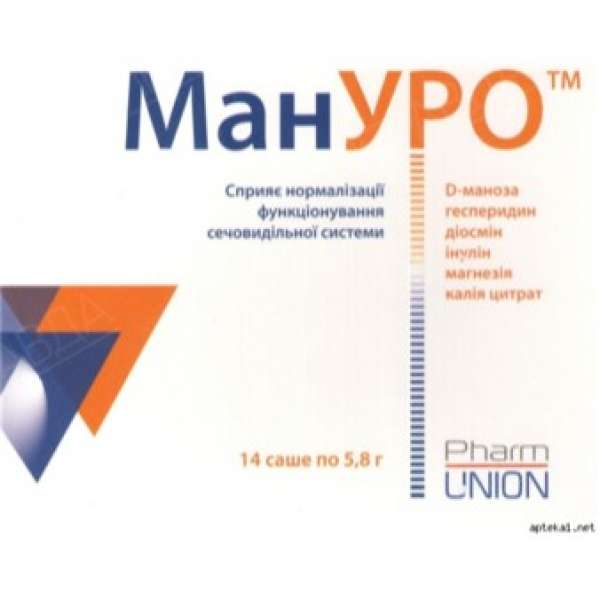 МанУРО™
Сприяє нормалізації
функціонування
сечовидільної системи
D-маноза
гесперидин
діосмін
інулін
магнезія
калія цитрат
14 саше по 5,8 г
Pharm
UNION
apteka1.net